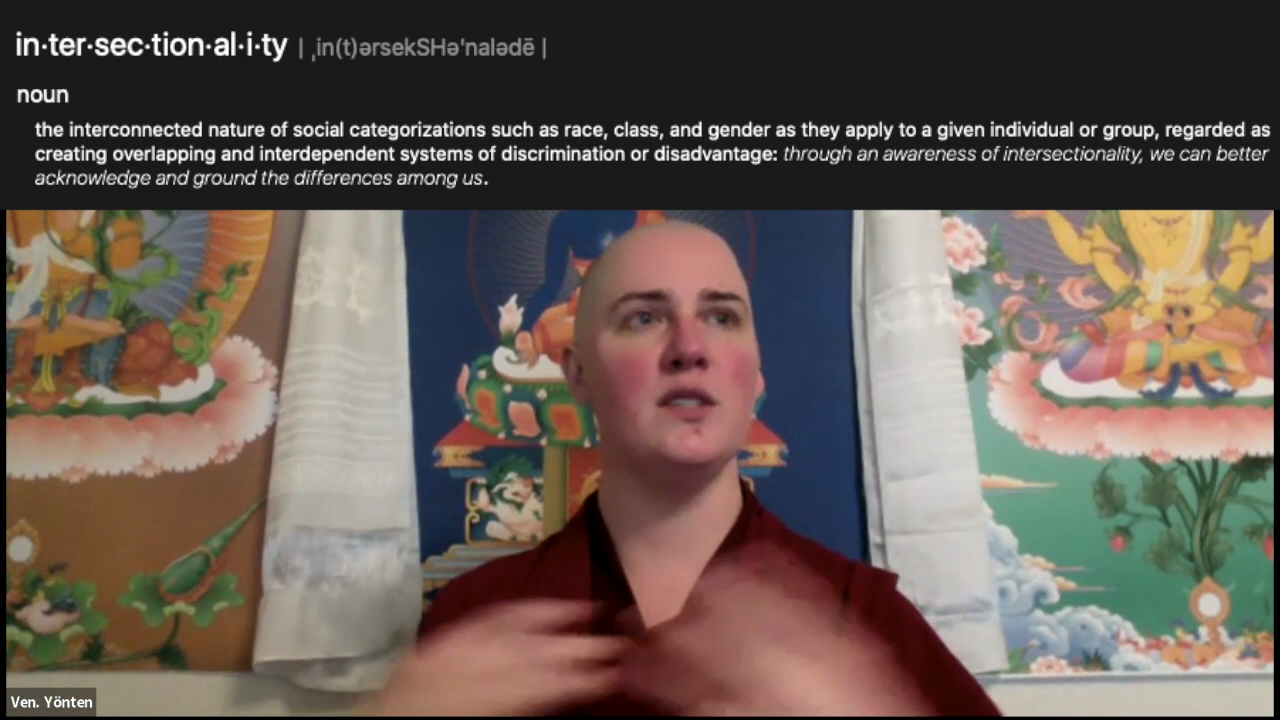 in·ter·sec·tion·al·i·ty | ˌin(t)ərsekSHəˈnalədē |
noun
the interconnected nature of social categorizations such as race, class, and gender as they apply to a given individual or group, regarded as
creating overlapping and interdependent systems of discrimination or disadvantage: through an awareness of intersectionality, we can better
acknowledge and ground the differences among us.
Ven. Yönten